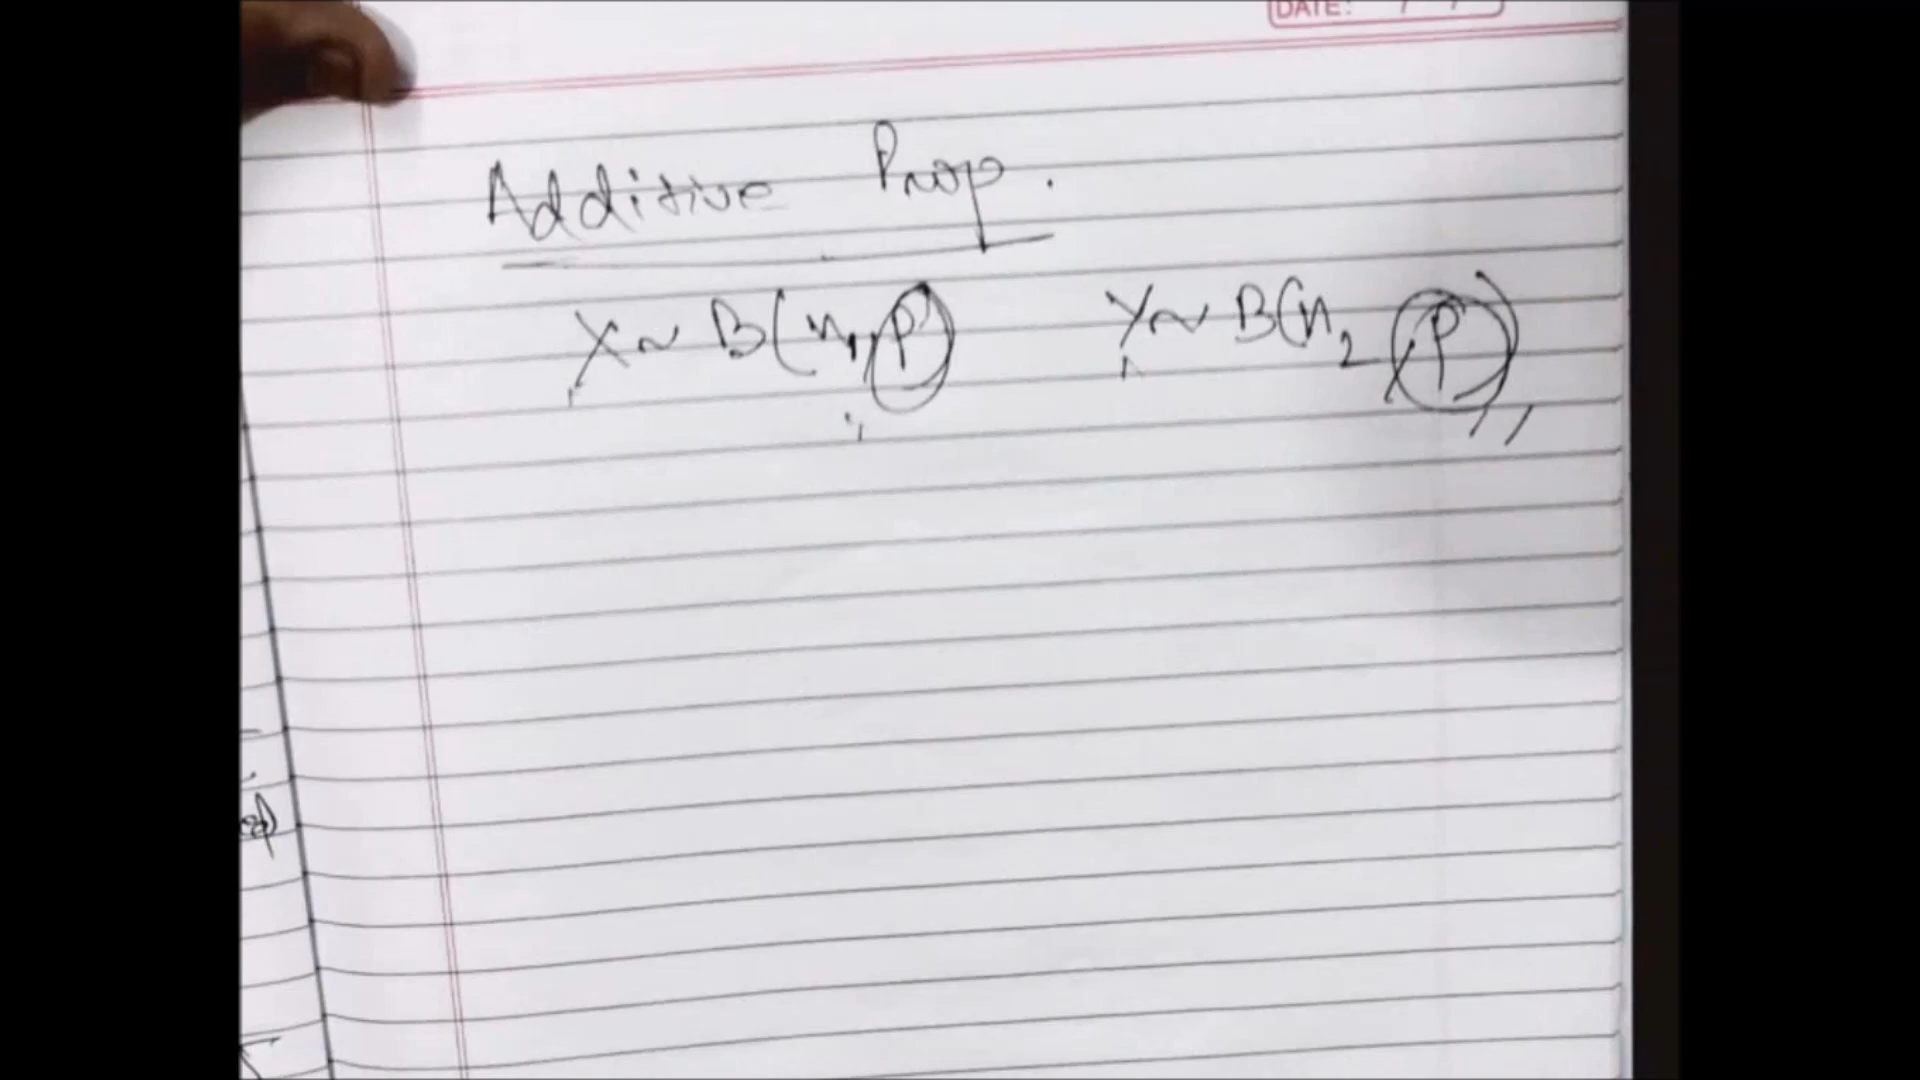 DATE:
Additive Prop.
X ~ B(n₁, P) Y ~ B(n₂, P)